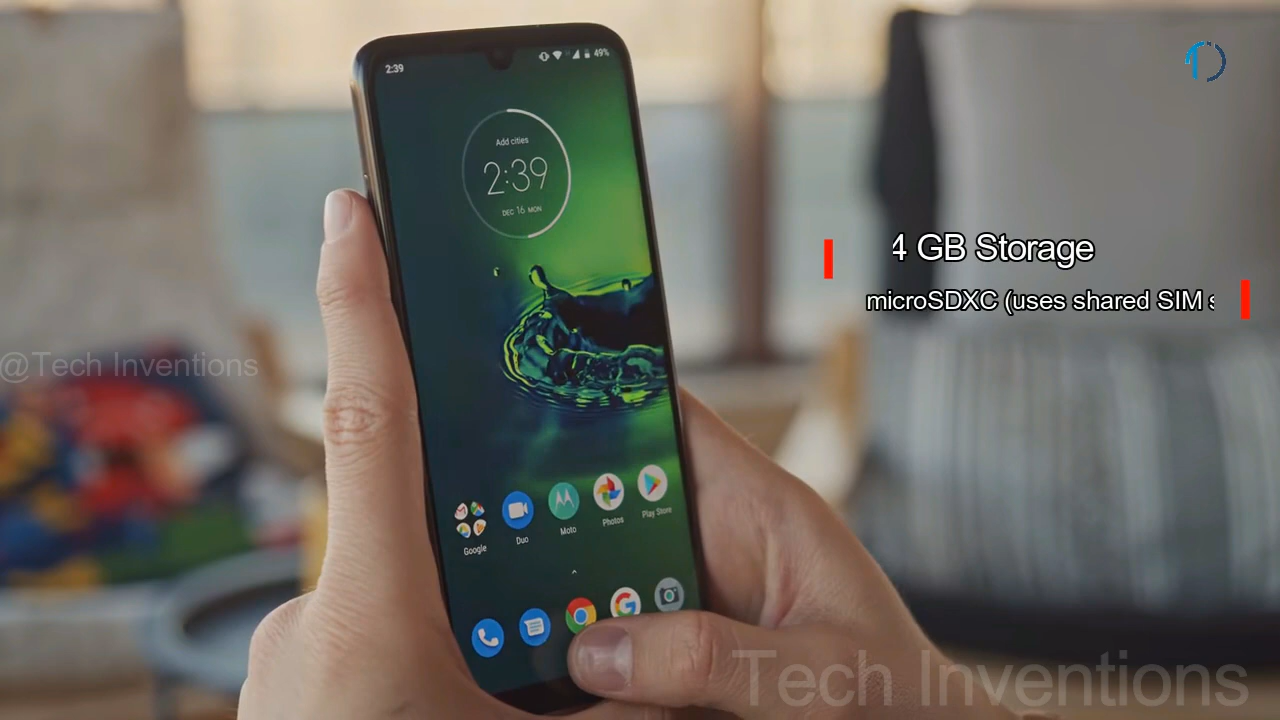 2:39
49%
Add cities
2:39
DEC 16 MON
4 GB Storage
microSDXC (uses shared SIM s
@Tech Inventions
Google
Duo
Moto
Photos
Play Store
Tech Inventions